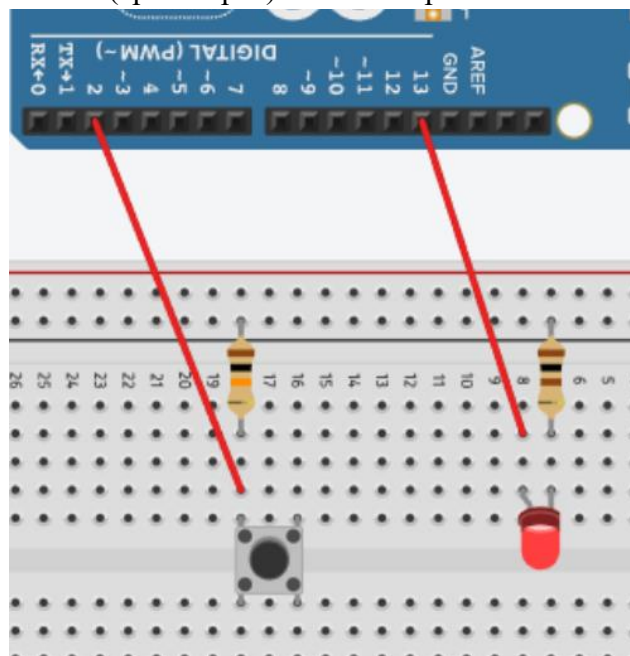 DIGITAL (PWM~)
RX←0 TX→1 2 ~3 4 ~5 ~6 7 8 ~9 ~10 ~11 12 13 GND AREF
26 25 24 23 22 21 20 19 17 16 15 14 13 12 11 10 9 8 6 5